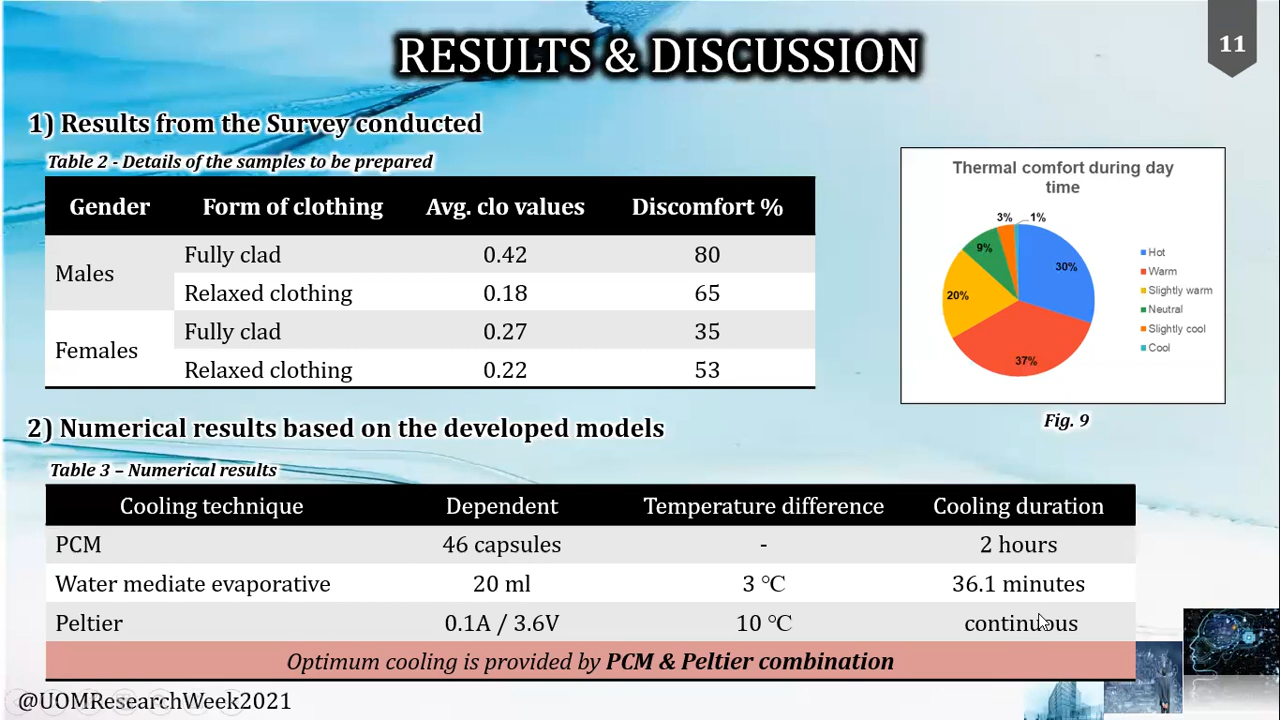 RESULTS & DISCUSSION
11
1) Results from the Survey conducted
Table 2 - Details of the samples to be prepared
Gender Form of clothing Avg. clo values Discomfort %
Males
Fully clad 0.42 80
Relaxed clothing 0.18 65
Females
Fully clad 0.27 35
Relaxed clothing 0.22 53
Thermal comfort during day
time
3% 1%
9%
30%
20%
37%
Hot
Warm
Slightly warm
Neutral
Slightly cool
Cool
Fig. 9
2) Numerical results based on the developed models
Table 3 – Numerical results
Cooling technique Dependent Temperature difference Cooling duration
PCM 46 capsules - 2 hours
Water mediate evaporative 20 ml 3 °C 36.1 minutes
Peltier 0.1A / 3.6V 10 °C continuous
Optimum cooling is provided by PCM & Peltier combination
@UOMResearchWeek2021